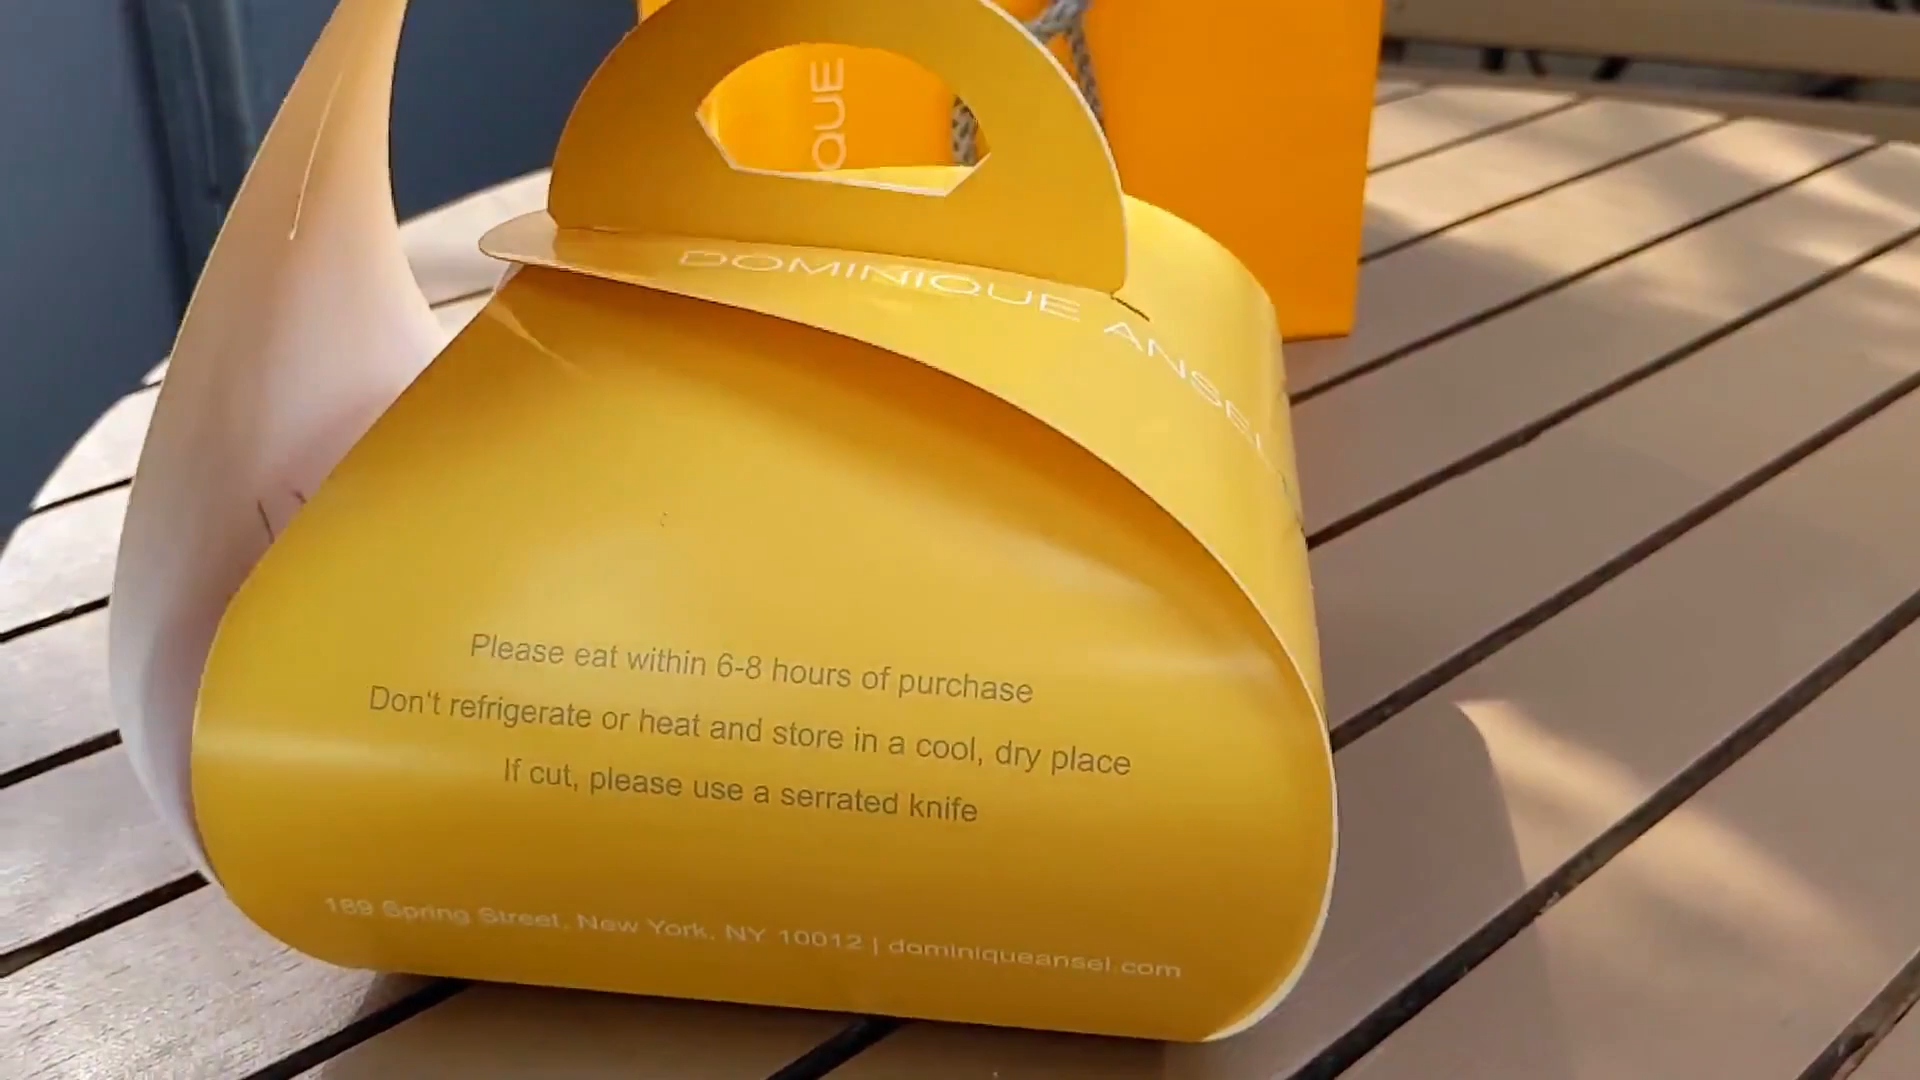 QUE
DOMINIQUE ANSEL
Please eat within 6-8 hours of purchase
Don't refrigerate or heat and store in a cool, dry place
If cut, please use a serrated knife
189 Spring Street, New York, NY 10012 | dominiqueansel.com